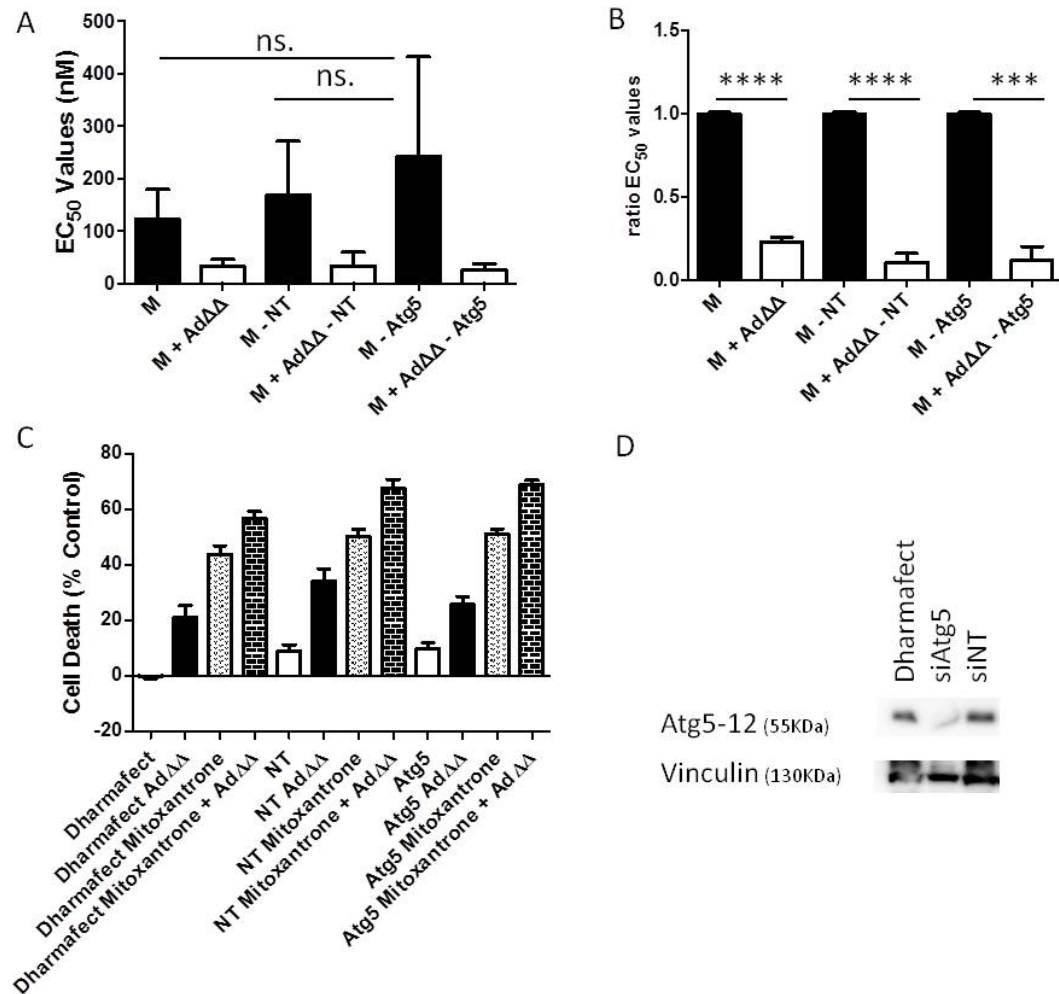 A
EC50 Values (nM)
500
400
300
200
100
0
ns.
ns.
M
M + AdΔΔ
M - NT
M + AdΔΔ - NT
M - Atg5
M + AdΔΔ - Atg5
B
ratio EC50 values
1.0
0.5
0.0
****
****
***
M
M + AdΔΔ
M - NT
M + AdΔΔ - NT
M - Atg5
M + AdΔΔ - Atg5
C
Cell Death (% Control)
80
60
40
20
0
-20
Dharmafect
Dharmafect AdΔΔ
Dharmafect Mitoxantrone
Dharmafect Mitoxantrone + AdΔΔ
NT
NT AdΔΔ
NT Mitoxantrone
NT Mitoxantrone + AdΔΔ
Atg5
Atg5 AdΔΔ
Atg5 Mitoxantrone
Atg5 Mitoxantrone + AdΔΔ
D
Dharmafect
siAtg5
siNT
Atg5-12 (55KDa)
Vinculin (130KDa)